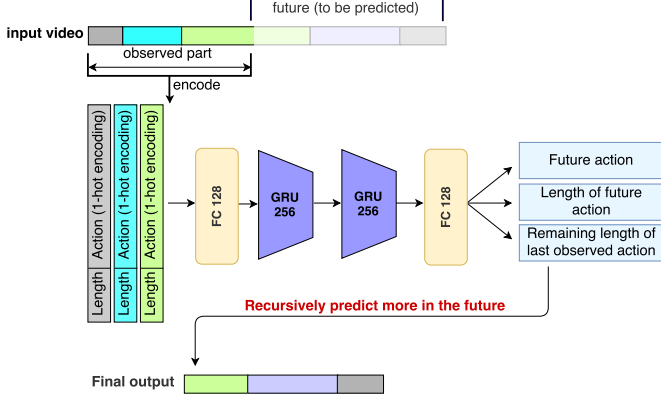 future (to be predicted)
input video
observed part
encode
Length Action (1-hot encoding)
Length Action (1-hot encoding)
Length Action (1-hot encoding)
FC 128
GRU
256
GRU
256
FC 128
Future action
Length of future
action
Remaining length of
last observed action
Recursively predict more in the future
Final output